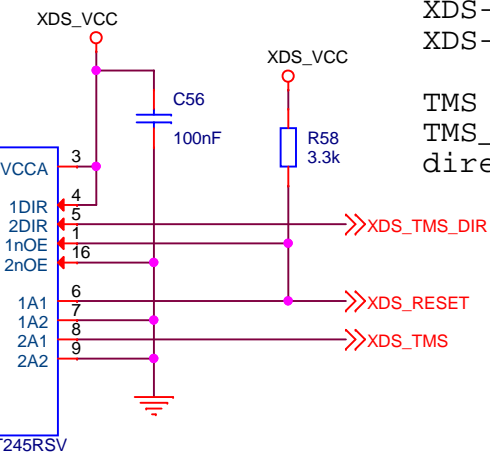 XDS_VCC
XDS-
XDS-
XDS_VCC
TMS
TMS_
dire
C56
100nF
R58
3.3k
VCCA 3
1DIR 4
2DIR 5 XDS_TMS_DIR
1nOE 1
2nOE 16
1A1 6 XDS_RESET
1A2 7
2A1 8 XDS_TMS
2A2 9
T245RSV